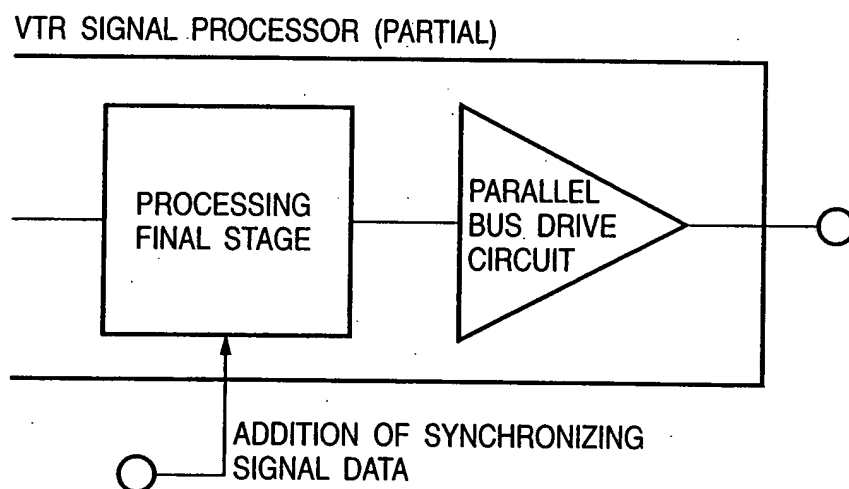 VTR SIGNAL PROCESSOR (PARTIAL)
PROCESSING
FINAL STAGE
PARALLEL
BUS DRIVE
CIRCUIT
ADDITION OF SYNCHRONIZING
SIGNAL DATA